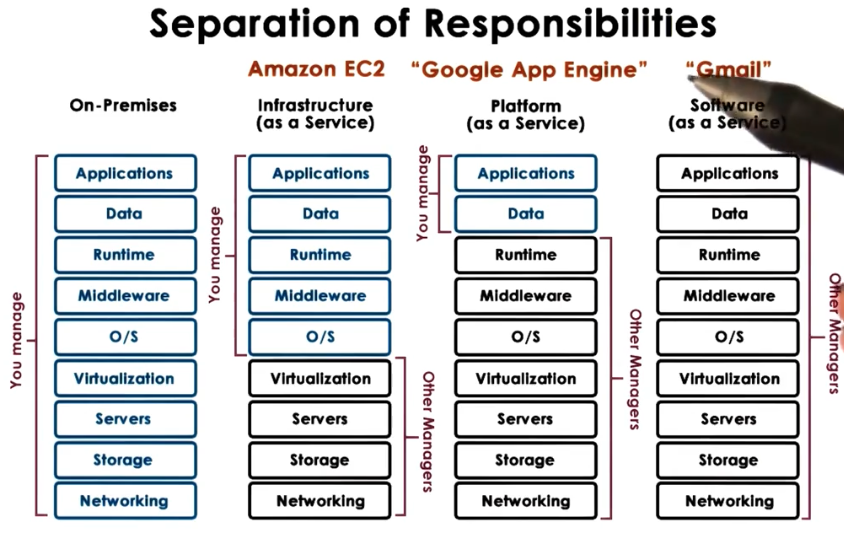 Separation of Responsibilities
Amazon EC2
“Google App Engine”
“Gmail”
On-Premises
Infrastructure
(as a Service)
Platform
(as a Service)
Software
(as a Service)
You manage
Applications
Data
Runtime
Middleware
O/S
Virtualization
Servers
Storage
Networking
You manage
Applications
Data
Runtime
Middleware
O/S
Virtualization
Servers
Storage
Networking
Other Managers
You manage
Applications
Data
Runtime
Middleware
O/S
Virtualization
Servers
Storage
Networking
Other Managers
Applications
Data
Runtime
Middleware
O/S
Virtualization
Servers
Storage
Networking
Other Managers